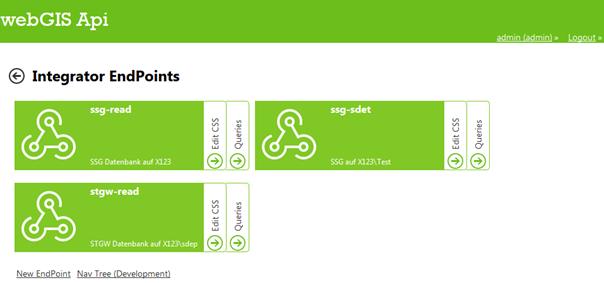 webGIS Api
admin (admin) » Logout »
Integrator EndPoints
ssg-read
SSG Datenbank auf X123
Edit CSS
Queries
ssg-sdet
SSG auf X123\Test
Edit CSS
Queries
stgw-read
STGW Datenbank auf X123\sdep
Edit CSS
Queries
New EndPoint Nav Tree (Development)